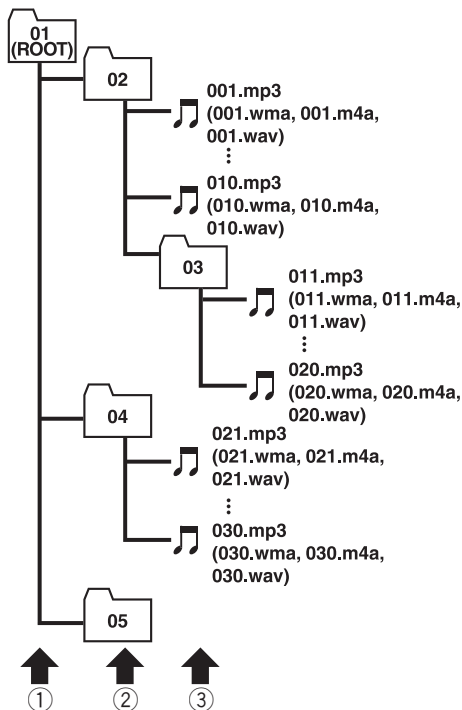 01
(ROOT)
02
001.mp3
(001.wma, 001.m4a,
001.wav)
010.mp3
(010.wma, 010.m4a,
010.wav)
03
011.mp3
(011.wma, 011.m4a,
011.wav)
020.mp3
(020.wma, 020.m4a,
020.wav)
04
021.mp3
(021.wma, 021.m4a,
021.wav)
030.mp3
(030.wma, 030.m4a,
030.wav)
05
① ② ③